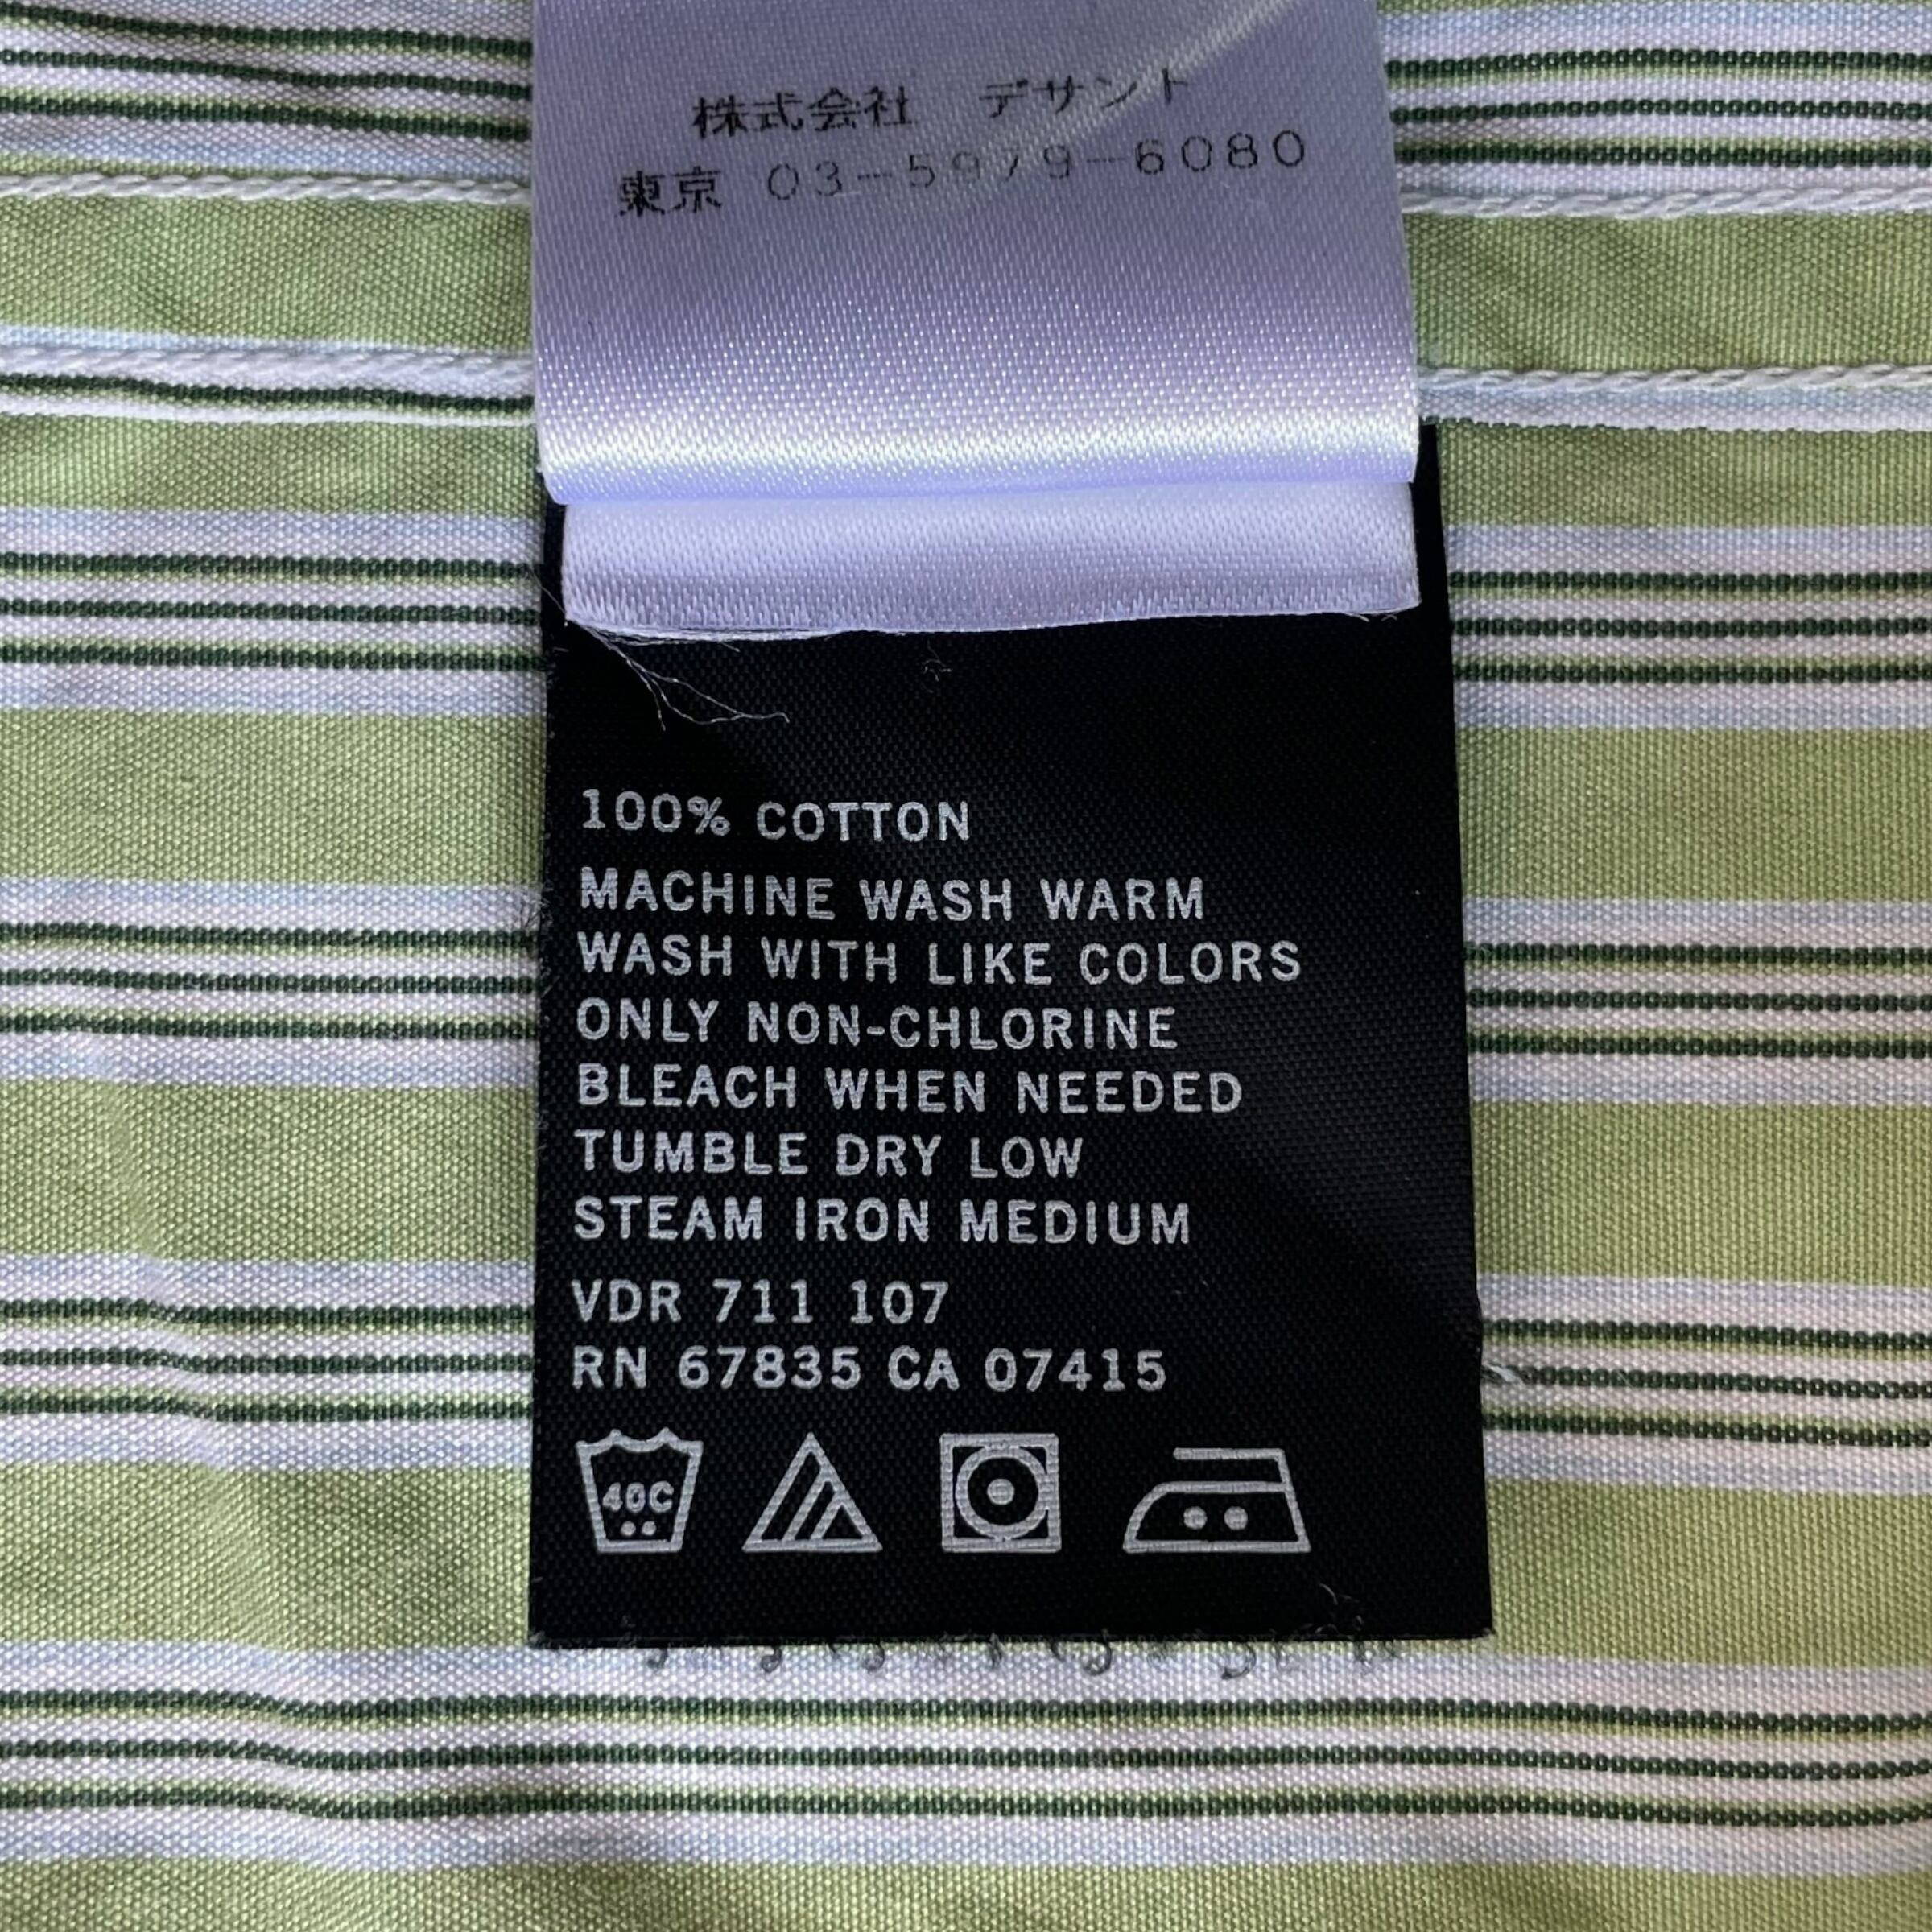 株式会社 デサント
東京 03-5979-6080
100% COTTON
MACHINE WASH WARM
WASH WITH LIKE COLORS
ONLY NON-CHLORINE
BLEACH WHEN NEEDED
TUMBLE DRY LOW
STEAM IRON MEDIUM
VDR 711 107
RN 67835 CA 07415
40C